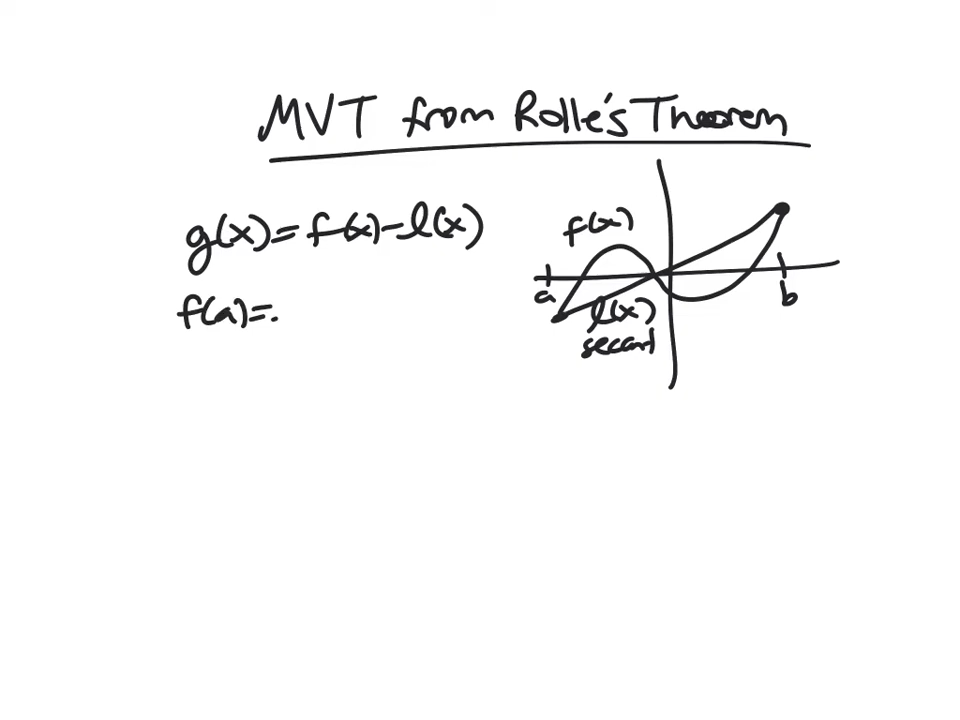 MVT from Rolle's Theorem
g(x)=f(x)-l(x)
f(a)=
f(x)
a
b
l(x)
secant